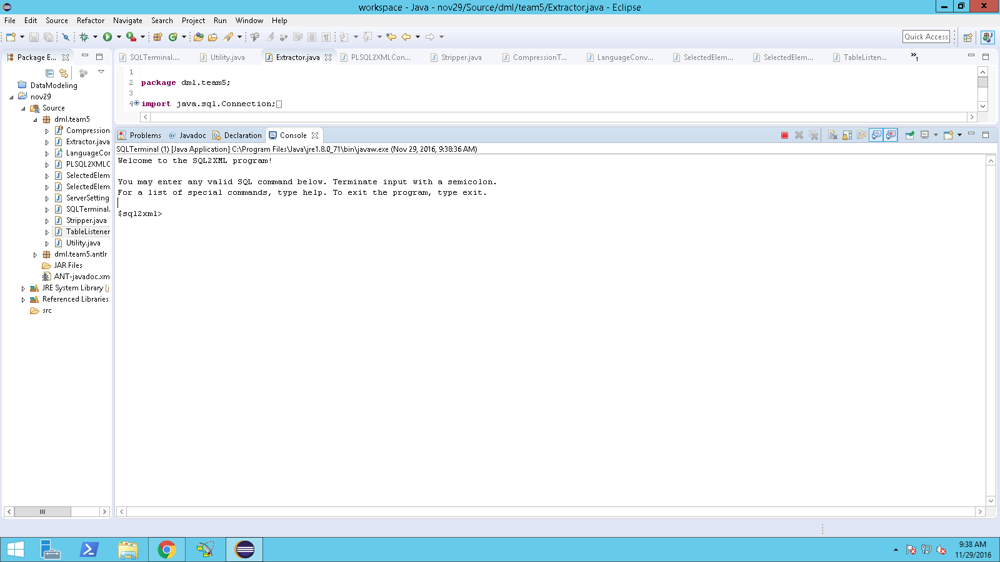 workspace - Java - nov29/Source/dml/team5/Extractor.java - Eclipse
File Edit Source Refactor Navigate Search Project Run Window Help
Quick Access
Package E...
SQLTerminal.... Utility.java Extractor.java PLSQL2XMLCon... Stripper.java CompressionT... LanguageConv... SelectedElem... SelectedElem... TableListen... »1
DataModeling
nov29
Source
dml.team5
Compression
Extractor.java
LanguageCor
PLSQL2XMLC
SelectedElem
SelectedElem
ServerSetting
SQLTerminal.
Stripper.java
TableListener
Utility.java
dml.team5.antlr
JAR Files
ANT-javadoc.xm
JRE System Library [j
Referenced Libraries
src
1
2 package dml.team5;
3
4 import java.sql.Connection;
Problems Javadoc Declaration Console
SQLTerminal (1) [Java Application] C:\Program Files\Java\jre1.8.0_71\bin\javaw.exe (Nov 29, 2016, 9:38:36 AM)
Welcome to the SQL2XML program!
You may enter any valid SQL command below. Terminate input with a semicolon.
For a list of special commands, type help. To exit the program, type exit.
$sql2xml>
9:38 AM
11/29/2016